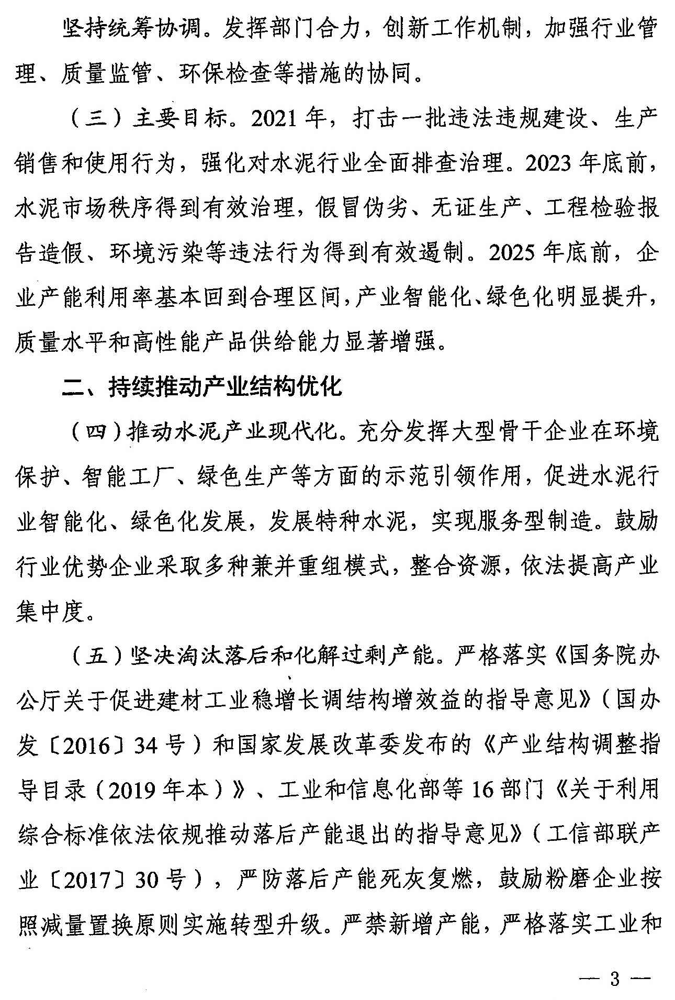 坚持统筹协调。发挥部门合力，创新工作机制，加强行业管
理、质量监管、环保检查等措施的协同。
（三）主要目标。2021 年，打击一批违法违规建设、生产
销售和使用行为，强化对水泥行业全面排查治理。2023 年底前，
水泥市场秩序得到有效治理，假冒伪劣、无证生产、工程检验报
告造假、环境污染等违法行为得到有效遏制。2025 年底前，企
业产能利用率基本回到合理区间，产业智能化、绿色化明显提升，
质量水平和高性能产品供给能力显著增强。
二、持续推动产业结构优化
（四）推动水泥产业现代化。充分发挥大型骨干企业在环境
保护、智能工厂、绿色生产等方面的示范引领作用，促进水泥行
业智能化、绿色化发展，发展特种水泥，实现服务型制造。鼓励
行业优势企业采取多种兼并重组模式，整合资源，依法提高产业
集中度。
（五）坚决淘汰落后和化解过剩产能。严格落实《国务院办
公厅关于促进建材工业稳增长调结构增效益的指导意见》（国办
发〔2016〕34 号）和国家发展改革委发布的《产业结构调整指
导目录（2019 年本）》、工业和信息化部等 16 部门《关于利用
综合标准依法依规推动落后产能退出的指导意见》（工信部联产
业〔2017〕30 号），严防落后产能死灰复燃，鼓励粉磨企业按
照减量置换原则实施转型升级。严禁新增产能，严格落实工业和
— 3 —